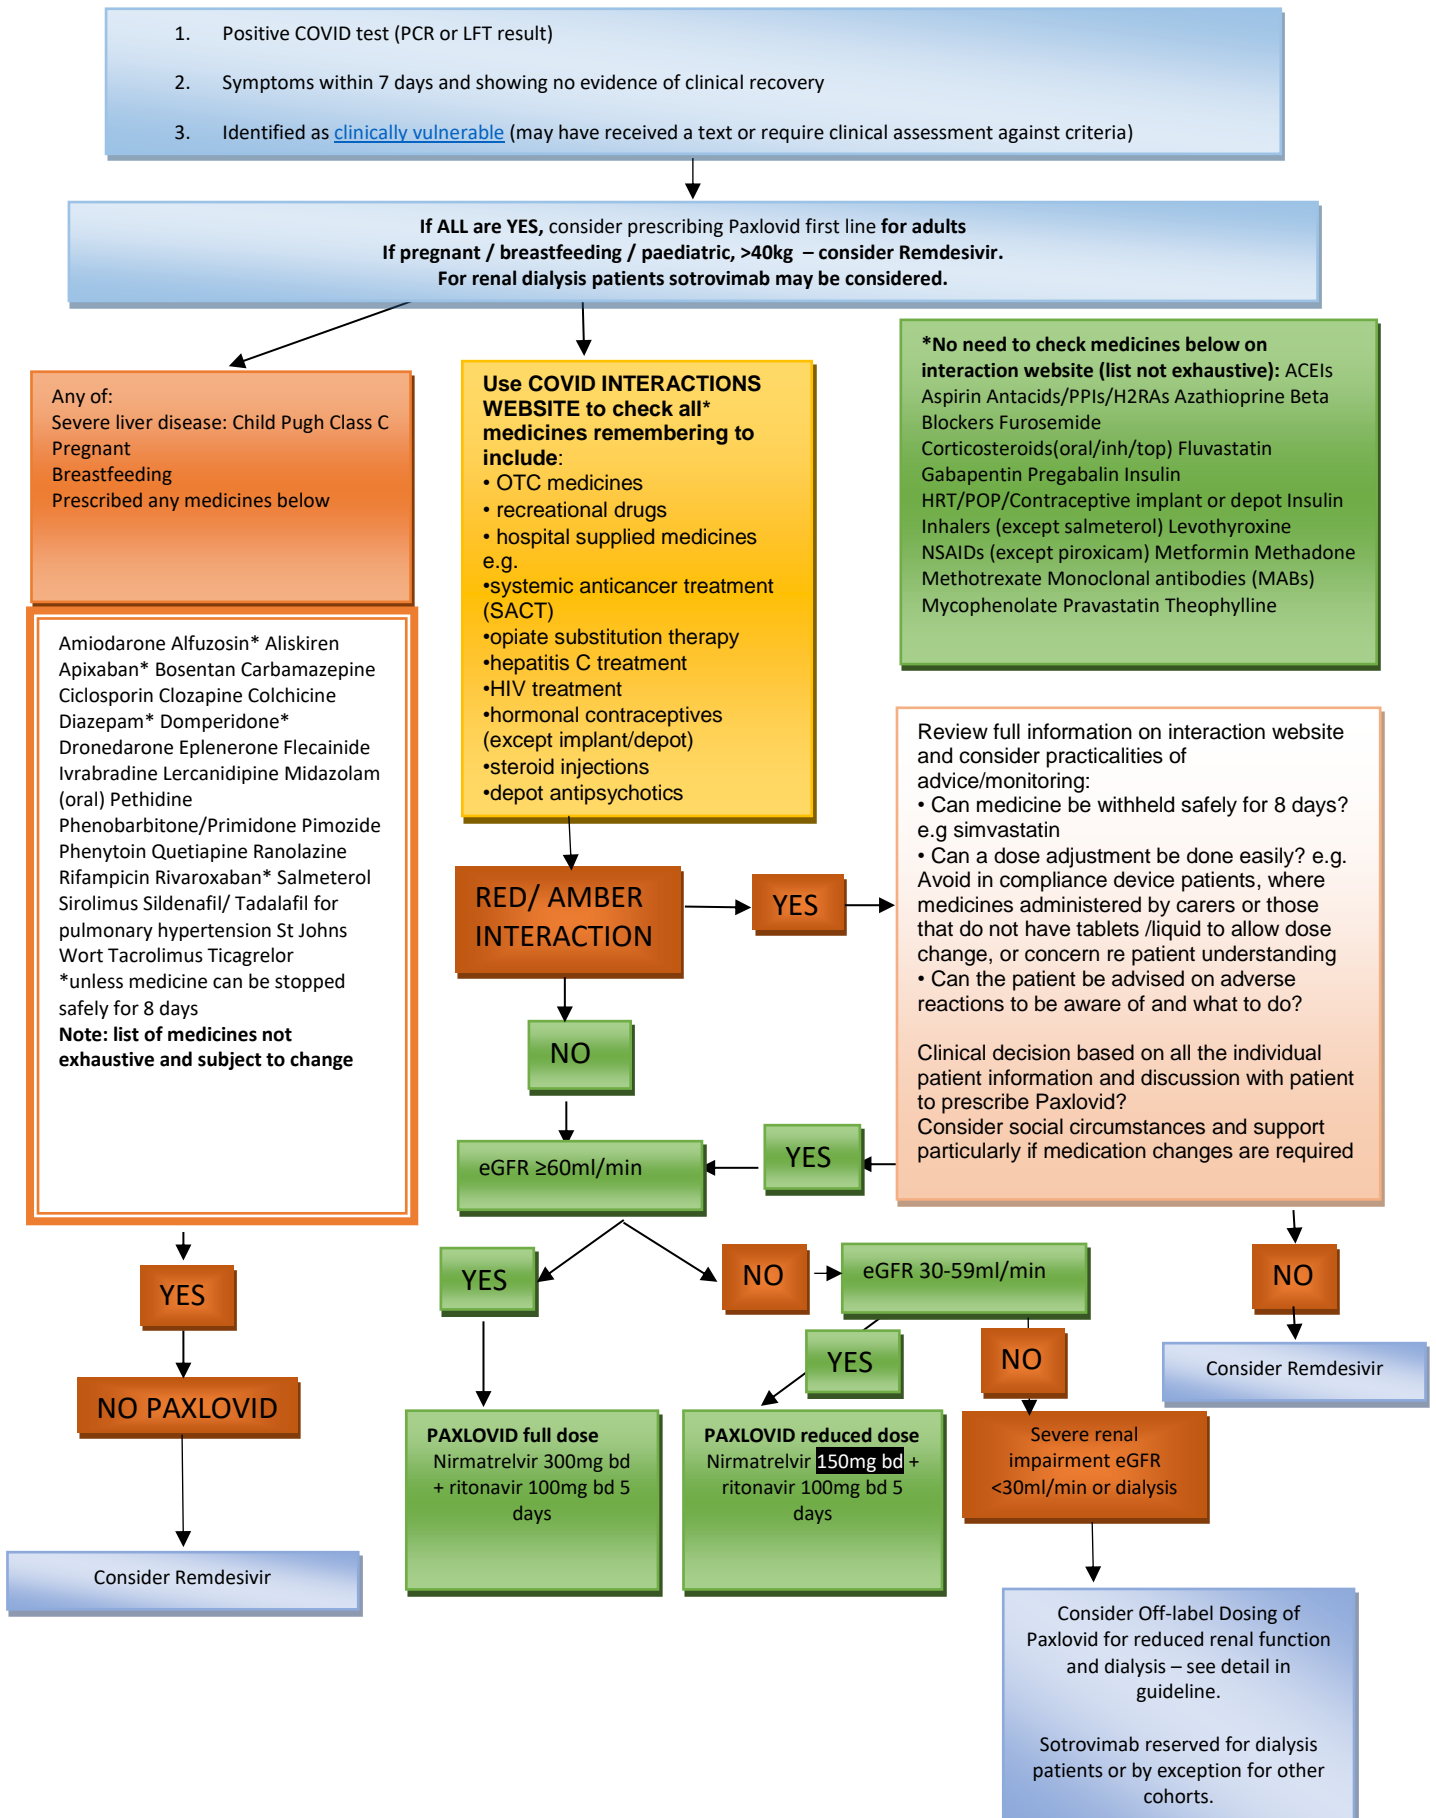 1. Positive COVID test (PCR or LFT result)
2. Symptoms within 7 days and showing no evidence of clinical recovery
3. Identified as clinically vulnerable (may have received a text or require clinical assessment against criteria)
If ALL are YES, consider prescribing Paxlovid first line for adults
If pregnant / breastfeeding / paediatric, >40kg – consider Remdesivir.
For renal dialysis patients sotrovimab may be considered.
Any of:
Severe liver disease: Child Pugh Class C
Pregnant
Breastfeeding
Prescribed any medicines below
Amiodarone Alfuzosin* Aliskiren
Apixaban* Bosentan Carbamazepine
Ciclosporin Clozapine Colchicine
Diazepam* Domperidone*
Dronedarone Eplenerone Flecainide
Ivrabradine Lercanidipine Midazolam
(oral) Pethidine
Phenobarbitone/Primidone Pimozide
Phenytoin Quetiapine Ranolazine
Rifampicin Rivaroxaban* Salmeterol
Sirolimus Sildenafil/ Tadalafil for
pulmonary hypertension St Johns
Wort Tacrolimus Ticagrelor
*unless medicine can be stopped
safely for 8 days
Note: list of medicines not
exhaustive and subject to change
YES
NO PAXLOVID
Consider Remdesivir
Use COVID INTERACTIONS
WEBSITE to check all*
medicines remembering to
include:
• OTC medicines
• recreational drugs
• hospital supplied medicines
e.g.
•systemic anticancer treatment
(SACT)
•opiate substitution therapy
•hepatitis C treatment
•HIV treatment
•hormonal contraceptives
(except implant/depot)
•steroid injections
•depot antipsychotics
*No need to check medicines below on
interaction website (list not exhaustive): ACEIs
Aspirin Antacids/PPIs/H2RAs Azathioprine Beta
Blockers Furosemide
Corticosteroids(oral/inh/top) Fluvastatin
Gabapentin Pregabalin Insulin
HRT/POP/Contraceptive implant or depot Insulin
Inhalers (except salmeterol) Levothyroxine
NSAIDs (except piroxicam) Metformin Methadone
Methotrexate Monoclonal antibodies (MABs)
Mycophenolate Pravastatin Theophylline
RED/ AMBER
INTERACTION
YES
Review full information on interaction website
and consider practicalities of
advice/monitoring:
• Can medicine be withheld safely for 8 days?
e.g simvastatin
• Can a dose adjustment be done easily? e.g.
Avoid in compliance device patients, where
medicines administered by carers or those
that do not have tablets /liquid to allow dose
change, or concern re patient understanding
• Can the patient be advised on adverse
reactions to be aware of and what to do?
Clinical decision based on all the individual
patient information and discussion with patient
to prescribe Paxlovid?
Consider social circumstances and support
particularly if medication changes are required
NO
YES
eGFR ≥60ml/min
YES
NO
eGFR 30-59ml/min
NO
YES
NO
Consider Remdesivir
PAXLOVID full dose
Nirmatrelvir 300mg bd
+ ritonavir 100mg bd 5
days
PAXLOVID reduced dose
Nirmatrelvir 150mg bd +
ritonavir 100mg bd 5
days
Severe renal
impairment eGFR
<30ml/min or dialysis
Consider Off-label Dosing of
Paxlovid for reduced renal function
and dialysis – see detail in
guideline.
Sotrovimab reserved for dialysis
patients or by exception for other
cohorts.